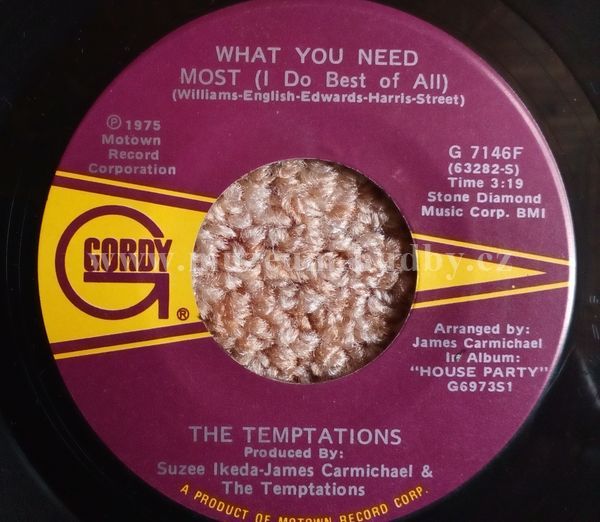 WHAT YOU NEED
MOST (I Do Best of All)
(Williams-English-Edwards-Harris-Street)
℗ 1975
Motown
Record
Corporation
G 7146F
(63282-S)
Time 3:19
Stone Diamond
Music Corp. BMI
GORDY ®
Arranged by:
James Carmichael
In Album:
"HOUSE PARTY"
G6973S1
THE TEMPTATIONS
Produced By:
Suzee Ikeda-James Carmichael &
The Temptations
A PRODUCT OF MOTOWN RECORD CORP.